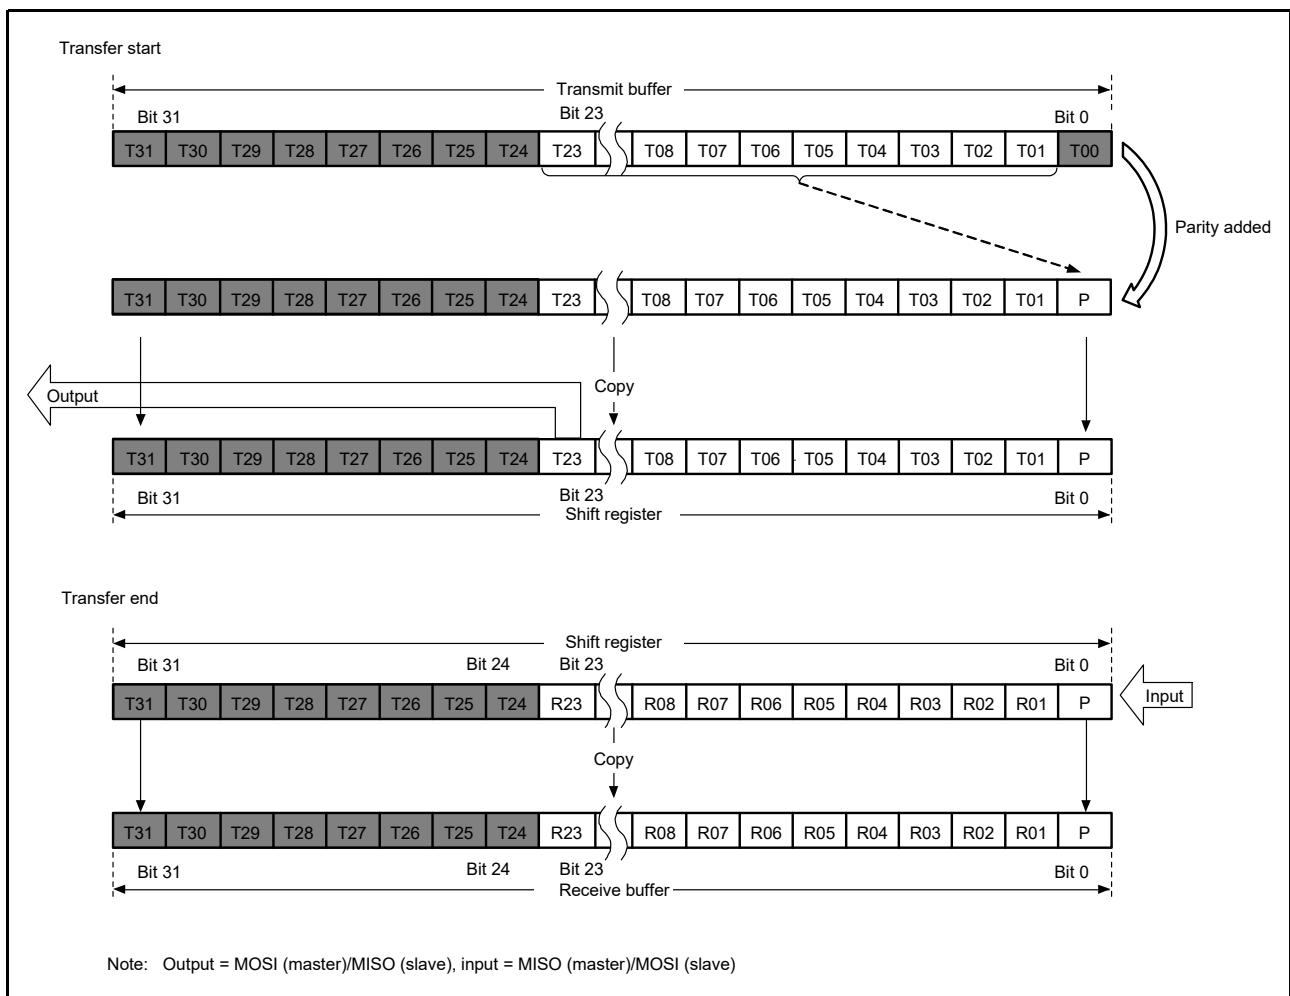 Transfer start
Transmit buffer
Bit 31 Bit 23 Bit 0
T31 T30 T29 T28 T27 T26 T25 T24 T23 T08 T07 T06 T05 T04 T03 T02 T01 T00
Parity added
T31 T30 T29 T28 T27 T26 T25 T24 T23 T08 T07 T06 T05 T04 T03 T02 T01 P
Output Copy
T31 T30 T29 T28 T27 T26 T25 T24 T23 T08 T07 T06 T05 T04 T03 T02 T01 P
Bit 31 Bit 23 Bit 0
Shift register
Transfer end
Shift register
Bit 31 Bit 24 Bit 23 Bit 0
T31 T30 T29 T28 T27 T26 T25 T24 R23 R08 R07 R06 R05 R04 R03 R02 R01 P Input
Copy
T31 T30 T29 T28 T27 T26 T25 T24 R23 R08 R07 R06 R05 R04 R03 R02 R01 P
Bit 31 Bit 24 Bit 23 Bit 0
Receive buffer
Note: Output = MOSI (master)/MISO (slave), input = MISO (master)/MOSI (slave)